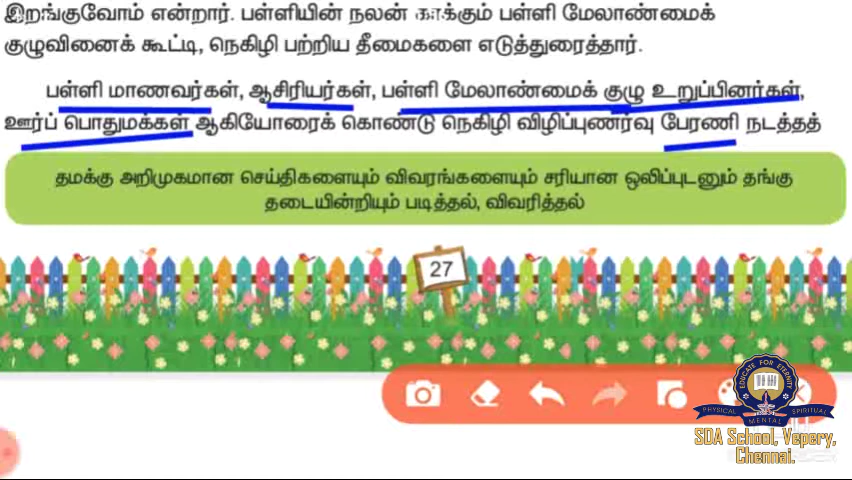 இறங்குவோம் என்றார். பள்ளியின் நலன் காக்கும் பள்ளி மேலாண்மைக்
குழுவினைக் கூட்டி, நெகிழி பற்றிய தீமைகளை எடுத்துரைத்தார்.
பள்ளி மாணவர்கள், ஆசிரியர்கள், பள்ளி மேலாண்மைக் குழு உறுப்பினர்கள்,
ஊர்ப் பொதுமக்கள் ஆகியோரைக் கொண்டு நெகிழி விழிப்புணர்வு பேரணி நடத்தத்
தமக்கு அறிமுகமான செய்திகளையும் விவரங்களையும் சரியான ஒலிப்புடனும் தங்கு
தடையின்றியும் படித்தல், விவரித்தல்
27
EDUCATE FOR ETERNITY
PHYSICAL MENTAL SPIRITUAL
SDA School, Vepery,
Chennai.